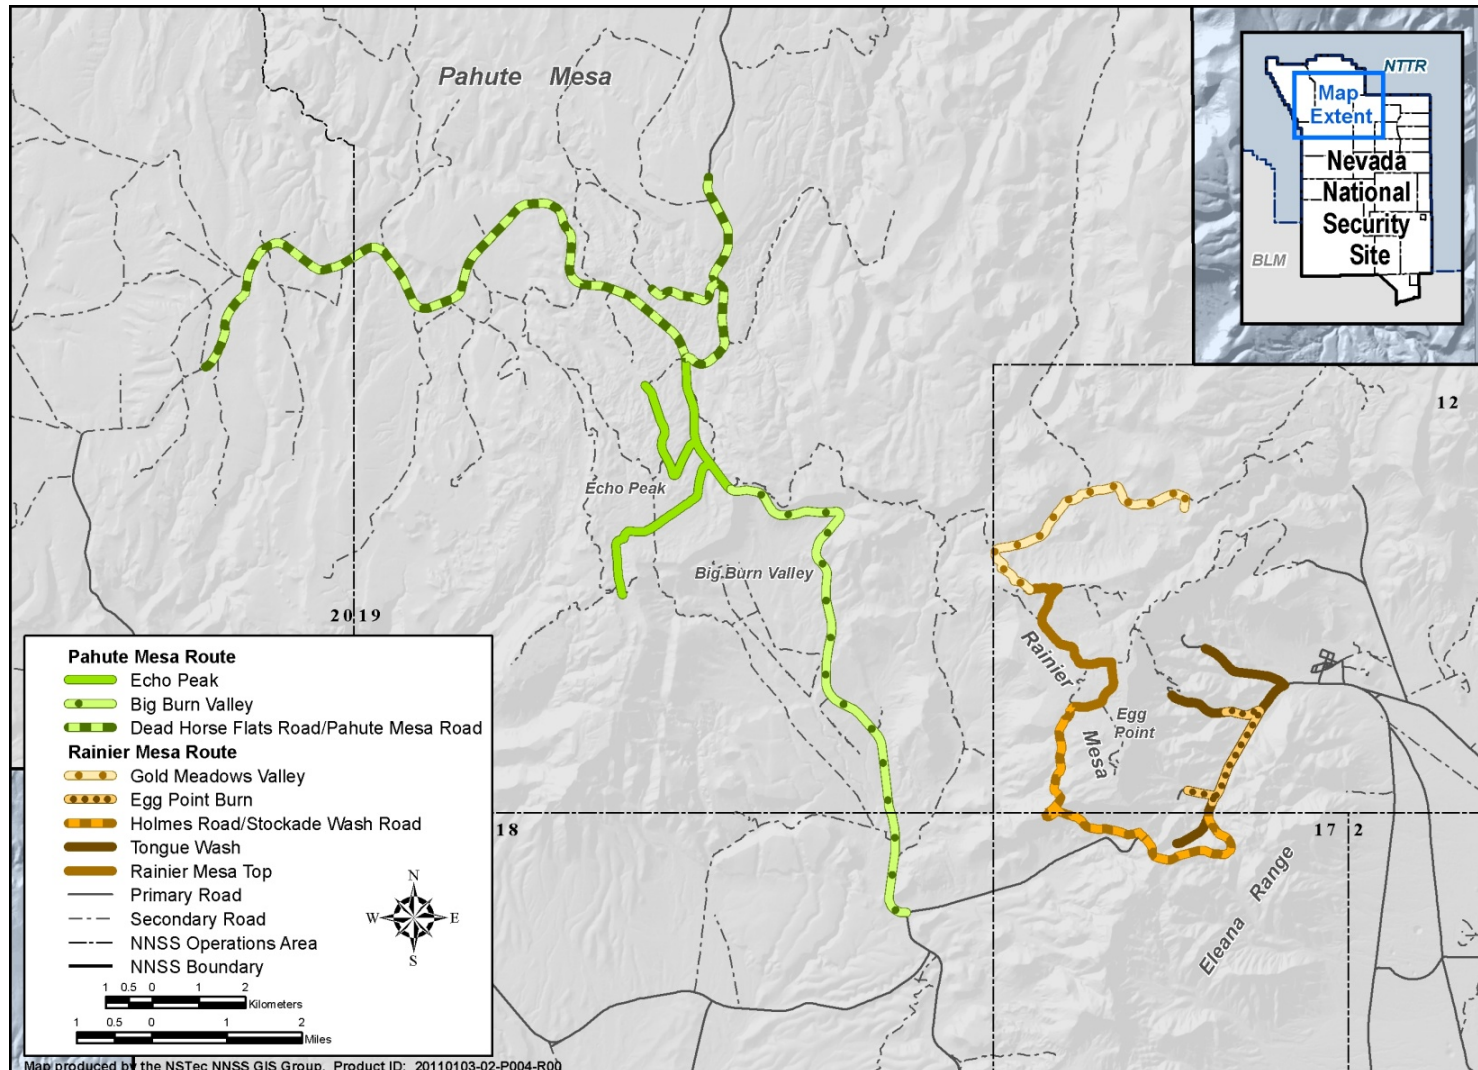 Pahute Mesa
NTTR
Map
Extent
Nevada
National
Security
Site
BLM
12
Echo Peak
Big Burn Valley
20 19
Rainier
Mesa
Egg
Point
18
17 2
Eleana Range
Pahute Mesa Route
Echo Peak
Big Burn Valley
Dead Horse Flats Road/Pahute Mesa Road
Rainier Mesa Route
Gold Meadows Valley
Egg Point Burn
Holmes Road/Stockade Wash Road
Tongue Wash
Rainier Mesa Top
Primary Road
Secondary Road
NNSS Operations Area
NNSS Boundary
N
W E
S
1 0.5 0 1 2
Kilometers
1 0.5 0 1 2
Miles
Map produced by the NSTec NNSS GIS Group. Product ID: 20110103-02-P004-R00